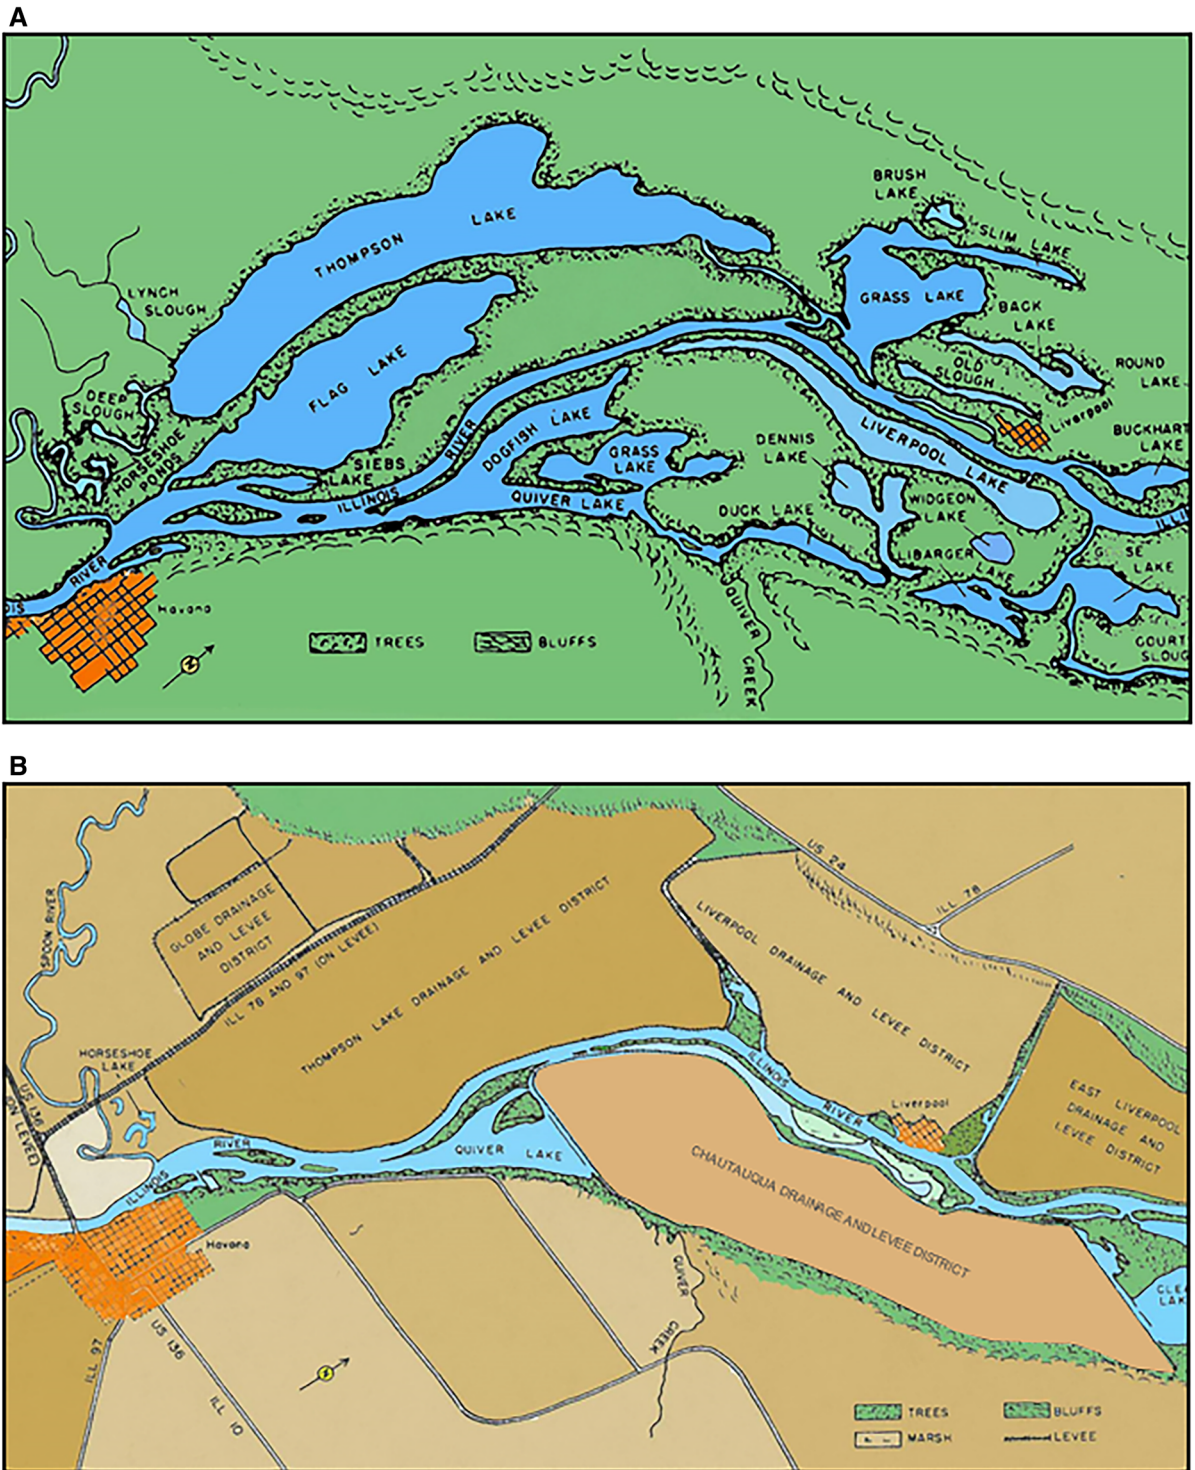 A
BRUSH
LAKE
SLIM LAKE
THOMPSON LAKE
LYNCH
SLOUGH
GRASS LAKE
BACK
LAKE
ROUND
LAKE
OLD
SLOUGH
FLAG LAKE
DEEP
SLOUGH
Liverpool
BUCKHART
LAKE
HORSESHOE
PONDS
SIEBS
LAKE
RIVER
DOGFISH LAKE
GRASS
LAKE
DENNIS
LAKE
LIVERPOOL LAKE
ILLINOIS
QUIVER LAKE
DUCK LAKE
WIDGEON
LAKE
LIBARGER
LAKE
LAKE
RIVER
Havana
QUIVER
CREEK
TREES
BLUFFS
N
B
US 24
ILL 78
SPOON RIVER
GLOBE DRAINAGE
AND LEVEE
DISTRICT
ILL 78 AND 97 (ON LEVEE)
THOMPSON LAKE DRAINAGE AND LEVEE DISTRICT
LIVERPOOL DRAINAGE AND LEVEE DISTRICT
HORSESHOE
LAKE
US 136
(ON LEVEE)
ILLINOIS
RIVER
Liverpool
EAST LIVERPOOL
DRAINAGE AND
LEVEE DISTRICT
RIVER
QUIVER LAKE
ILLINOIS
CHAUTAUQUA DRAINAGE AND LEVEE DISTRICT
Havana
QUIVER
CREEK
ILL 97
US 136
ILL 10
N
TREES
BLUFFS
MARSH
LEVEE